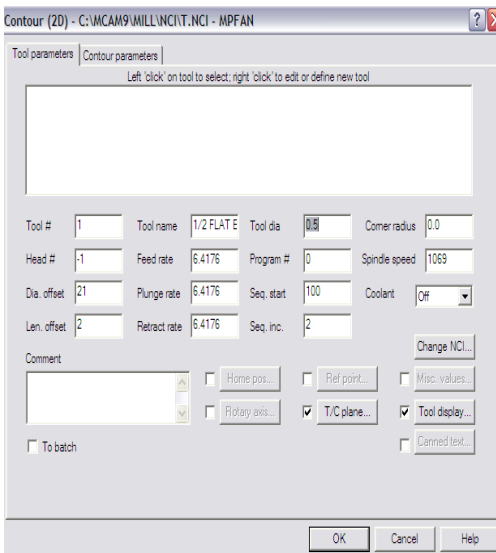 Contour (2D) - C:\MCAM9\MILL\NCI\T.NCI - MPFAN
Tool parameters Contour parameters
Left 'click' on tool to select; right 'click' to edit or define new tool
Tool # 1 Tool name 1/2 FLAT E Tool dia 0.5 Corner radius 0.0
Head # -1 Feed rate 6.4176 Program # 0 Spindle speed 1069
Dia. offset 21 Plunge rate 6.4176 Seq. start 100 Coolant Off
Len. offset 2 Retract rate 6.4176 Seq. inc. 2
Change NCI...
Comment
Home pos... Ref point... Misc. values...
Rotary axis... T/C plane... Tool display...
To batch Canned text...
OK Cancel Help